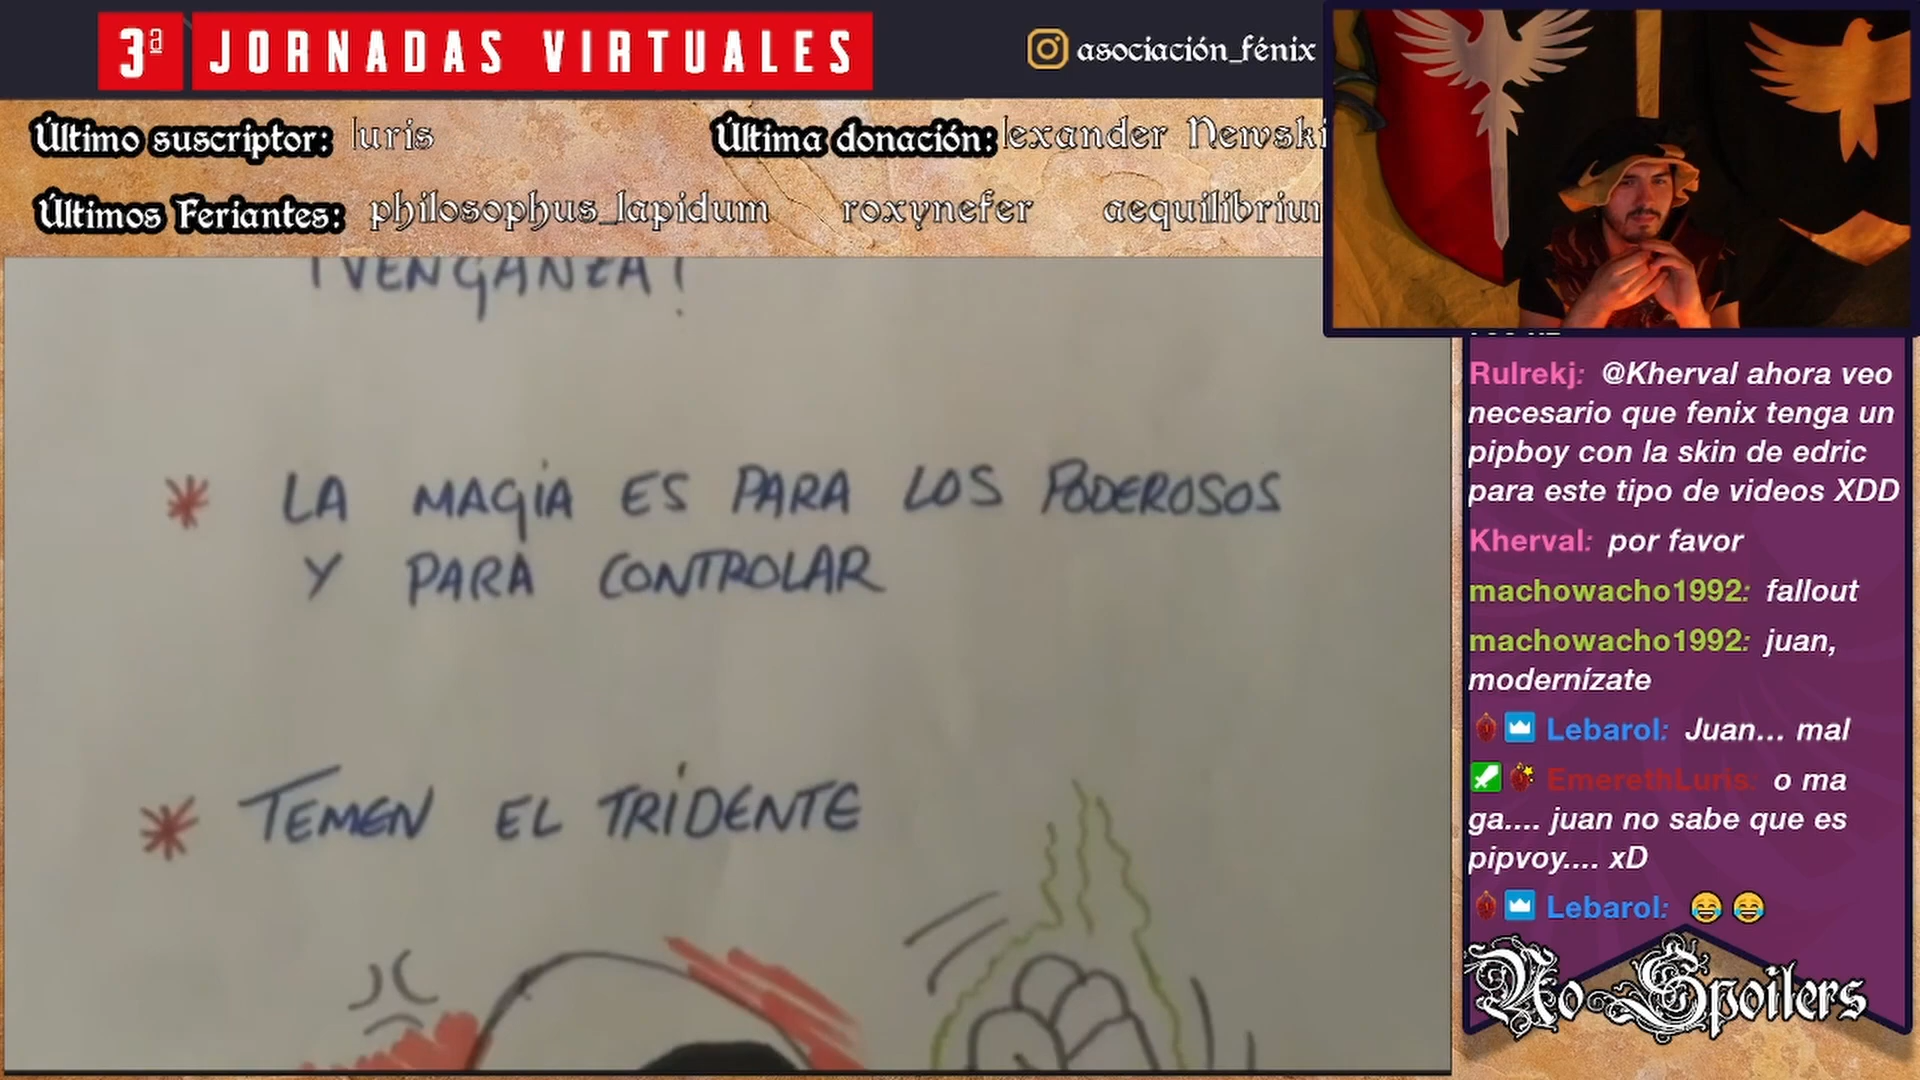 3ª JORNADAS VIRTUALES
asociación_fénix
Último suscriptor: luris
Última donación: lexander Newski
Últimos Feriantes: philosophus_lapidum roxynefer aequilibriu
¡VENGANZA!
* LA MAGIA ES PARA LOS PODEROSOS
Y PARA CONTROLAR
* TEMEN EL TRIDENTE
Rulrekj: @Kherval ahora veo
necesario que fenix tenga un
pipboy con la skin de edric
para este tipo de videos XDD
Kherval: por favor
machowacho1992: fallout
machowacho1992: juan,
modernízate
Lebarol: Juan... mal
EmerethLuris: o ma
ga.... juan no sabe que es
pipvoy.... xD
Lebarol: 😂 😂
No Spoilers